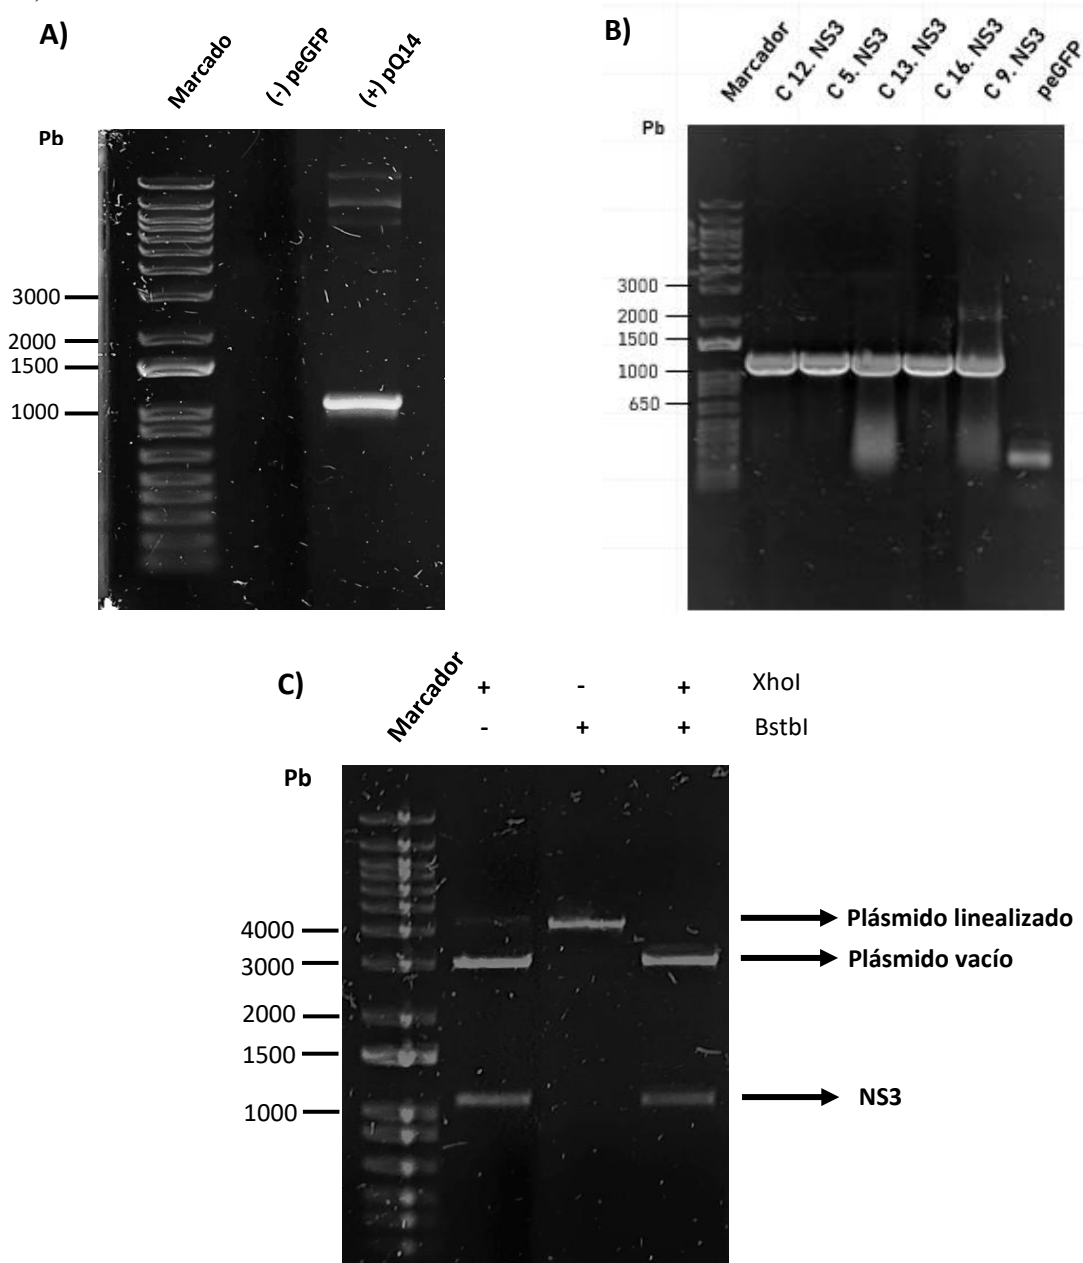 A)
Marcado
(-) peGFP
(+) pQ14
Pb
3000
2000
1500
1000
B)
Marcador
C 12. NS3
C 5. NS3
C 13. NS3
C 16. NS3
C 9. NS3
peGFP
Pb
3000
2000
1500
1000
650
C)
Marcador
+ - + XhoI
- + + BstbI
Pb
4000
3000
2000
1500
1000
Plásmido linealizado
Plásmido vacío
NS3